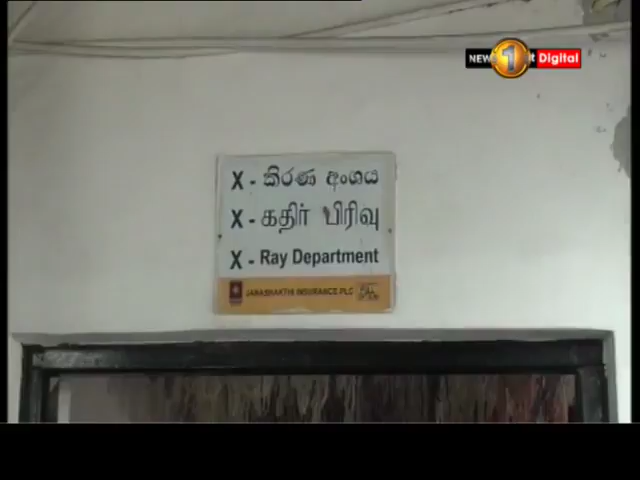 NEWS 1st Digital
X - කිරණ අංශය
X - கதிர் பிரிவு
X - Ray Department
JANASHAKTHI INSURANCE PLC